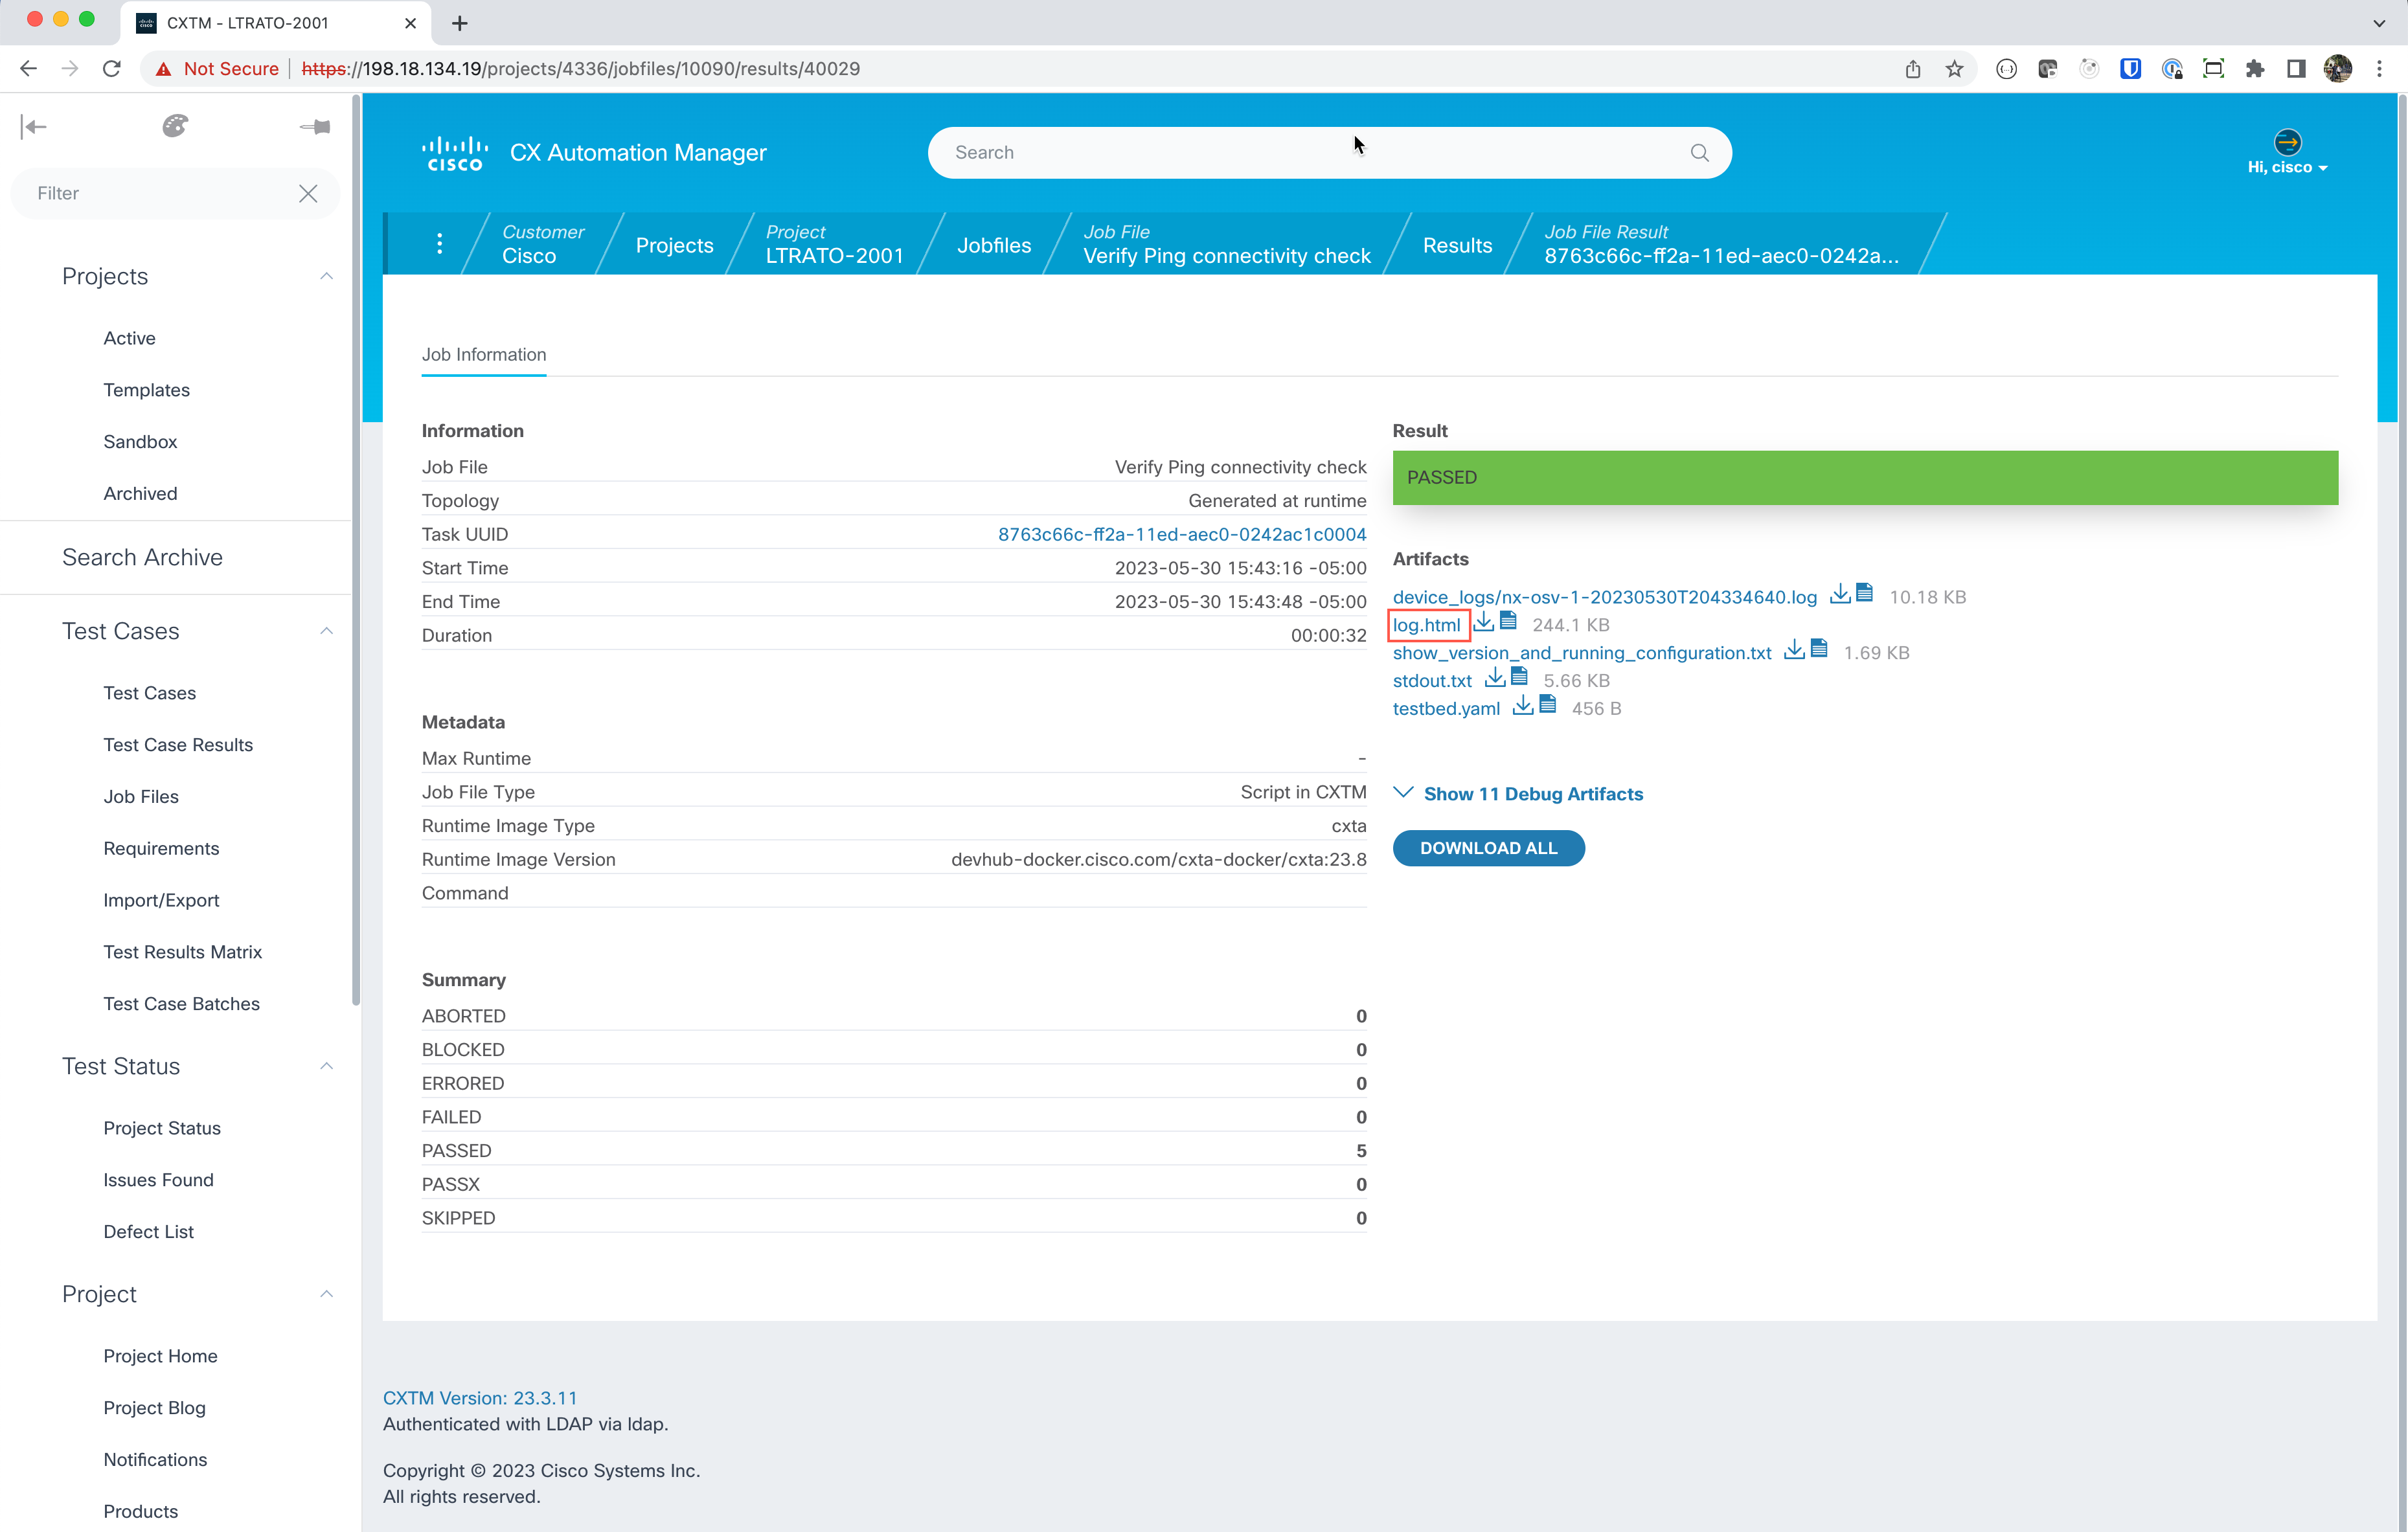 CXTM - LTRATO-2001
Not Secure https://198.18.134.19/projects/4336/jobfiles/10090/results/40029
Filter
Projects
Active
Templates
Sandbox
Archived
Search Archive
Test Cases
Test Cases
Test Case Results
Job Files
Requirements
Import/Export
Test Results Matrix
Test Case Batches
Test Status
Project Status
Issues Found
Defect List
Project
Project Home
Project Blog
Notifications
Products
cisco CX Automation Manager
Search
Hi, cisco
Customer
Cisco
Projects
Project
LTRATO-2001
Jobfiles
Job File
Verify Ping connectivity check
Results
Job File Result
8763c66c-ff2a-11ed-aec0-0242a...
Job Information
Information
Job File Verify Ping connectivity check
Topology Generated at runtime
Task UUID 8763c66c-ff2a-11ed-aec0-0242ac1c0004
Start Time 2023-05-30 15:43:16 -05:00
End Time 2023-05-30 15:43:48 -05:00
Duration 00:00:32
Metadata
Max Runtime -
Job File Type Script in CXTM
Runtime Image Type cxta
Runtime Image Version devhub-docker.cisco.com/cxta-docker/cxta:23.8
Command
Summary
ABORTED 0
BLOCKED 0
ERRORED 0
FAILED 0
PASSED 5
PASSX 0
SKIPPED 0
Result
PASSED
Artifacts
device_logs/nx-osv-1-20230530T204334640.log 10.18 KB
log.html 244.1 KB
show_version_and_running_configuration.txt 1.69 KB
stdout.txt 5.66 KB
testbed.yaml 456 B
Show 11 Debug Artifacts
DOWNLOAD ALL
CXTM Version: 23.3.11
Authenticated with LDAP via ldap.
Copyright © 2023 Cisco Systems Inc.
All rights reserved.